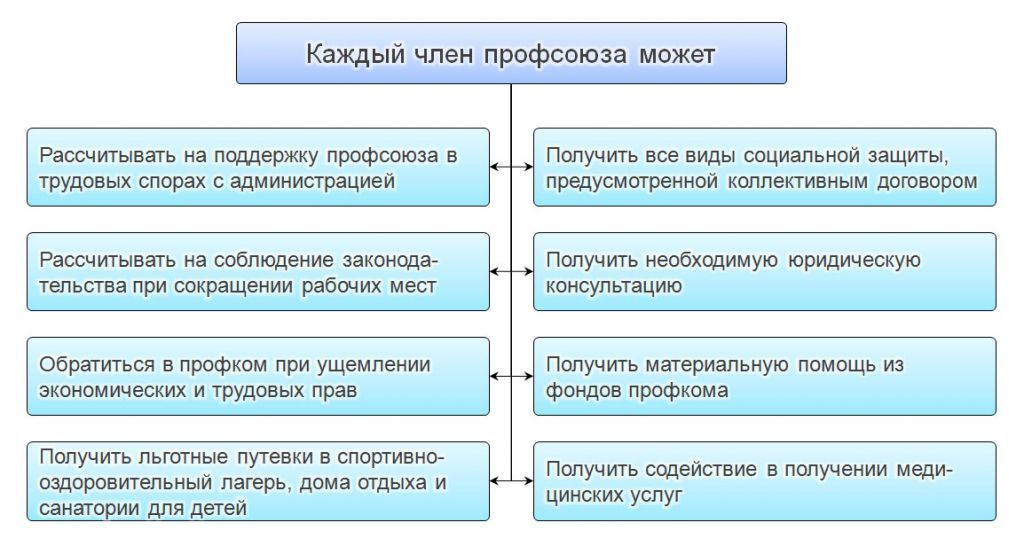 Каждый член профсоюза может
Рассчитывать на поддержку профсоюза в
трудовых спорах с администрацией
Получить все виды социальной защиты,
предусмотренной коллективным договором
Рассчитывать на соблюдение законода-
тельства при сокращении рабочих мест
Получить необходимую юридическую
консультацию
Обратиться в профком при ущемлении
экономических и трудовых прав
Получить материальную помощь из
фондов профкома
Получить льготные путевки в спортивно-
оздоровительный лагерь, дома отдыха и
санатории для детей
Получить содействие в получении меди-
цинских услуг